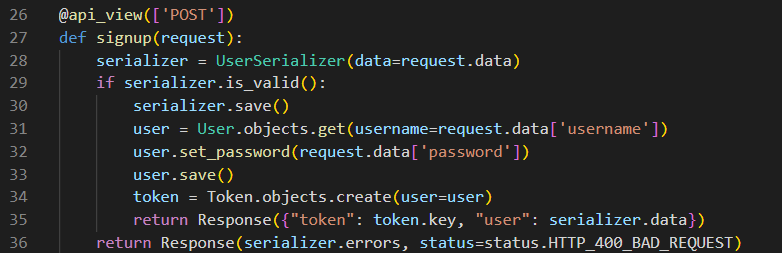 26 @api_view(['POST'])
27 def signup(request):
28     serializer = UserSerializer(data=request.data)
29     if serializer.is_valid():
30         serializer.save()
31         user = User.objects.get(username=request.data['username'])
32         user.set_password(request.data['password'])
33         user.save()
34         token = Token.objects.create(user=user)
35         return Response({"token": token.key, "user": serializer.data})
36     return Response(serializer.errors, status=status.HTTP_400_BAD_REQUEST)